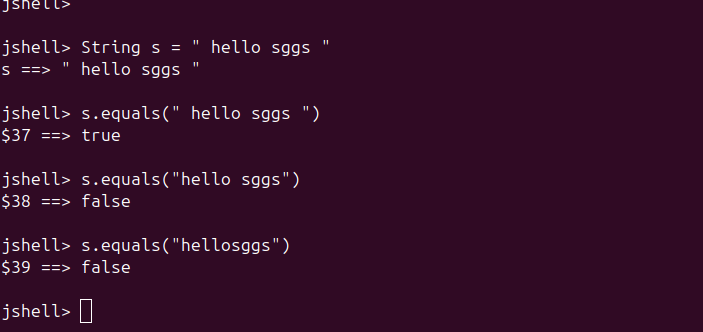 jshell>
jshell> String s = " hello sggs "
s ==> " hello sggs "
jshell> s.equals(" hello sggs ")
$37 ==> true
jshell> s.equals("hello sggs")
$38 ==> false
jshell> s.equals("hellosggs")
$39 ==> false
jshell>